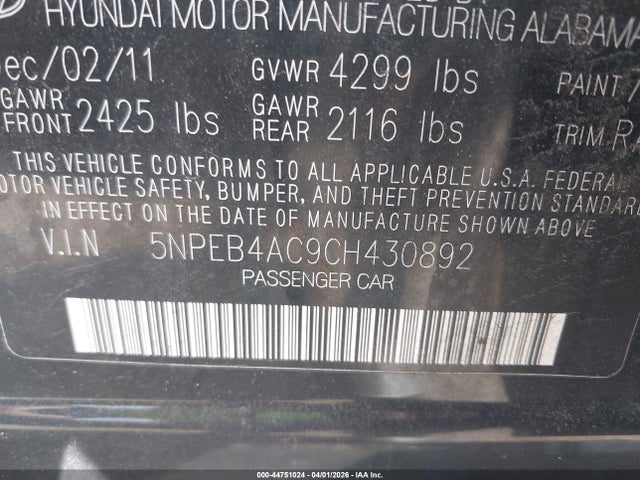 HYUNDAI MOTOR MANUFACTURING ALABAMA
Dec/02/11 GVWR 4299 lbs PAINT/
GAWR FRONT 2425 lbs GAWR REAR 2116 lbs TRIM
THIS VEHICLE CONFORMS TO ALL APPLICABLE U.S.A. FEDERAL
MOTOR VEHICLE SAFETY, BUMPER, AND THEFT PREVENTION STANDARD
IN EFFECT ON THE DATE OF MANUFACTURE SHOWN ABOVE
V.I.N 5NPEB4AC9CH430892
PASSENGER CAR
000-44751024 - 04/01/2026 - IAA Inc.